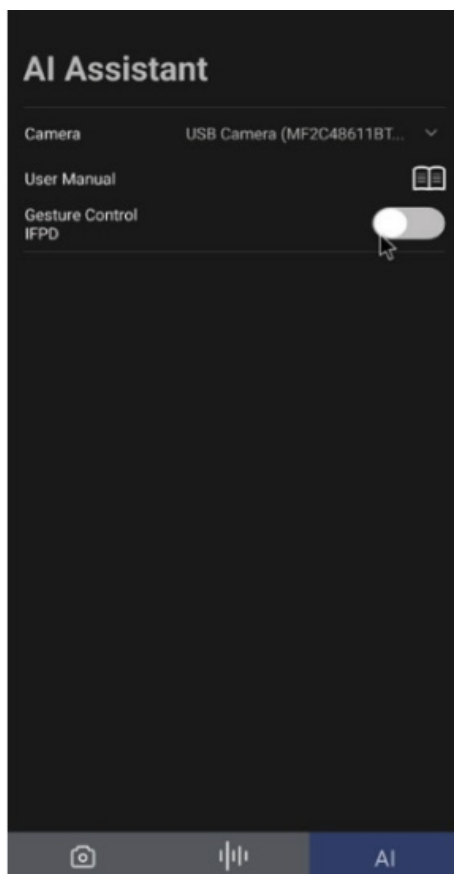 AI Assistant
Camera USB Camera (MF2C48611BT...
User Manual
Gesture Control
IFPD
AI